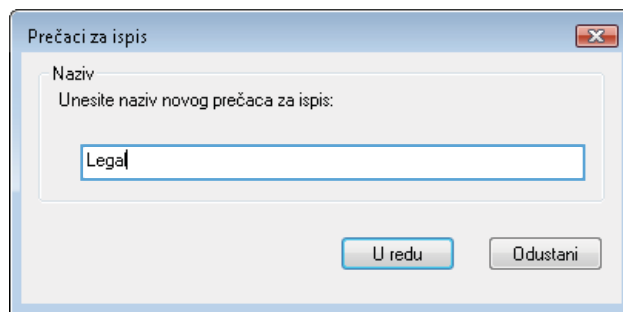 Prečaci za ispis
Naziv
Unesite naziv novog prečaca za ispis:
Legal
U redu
Odustani